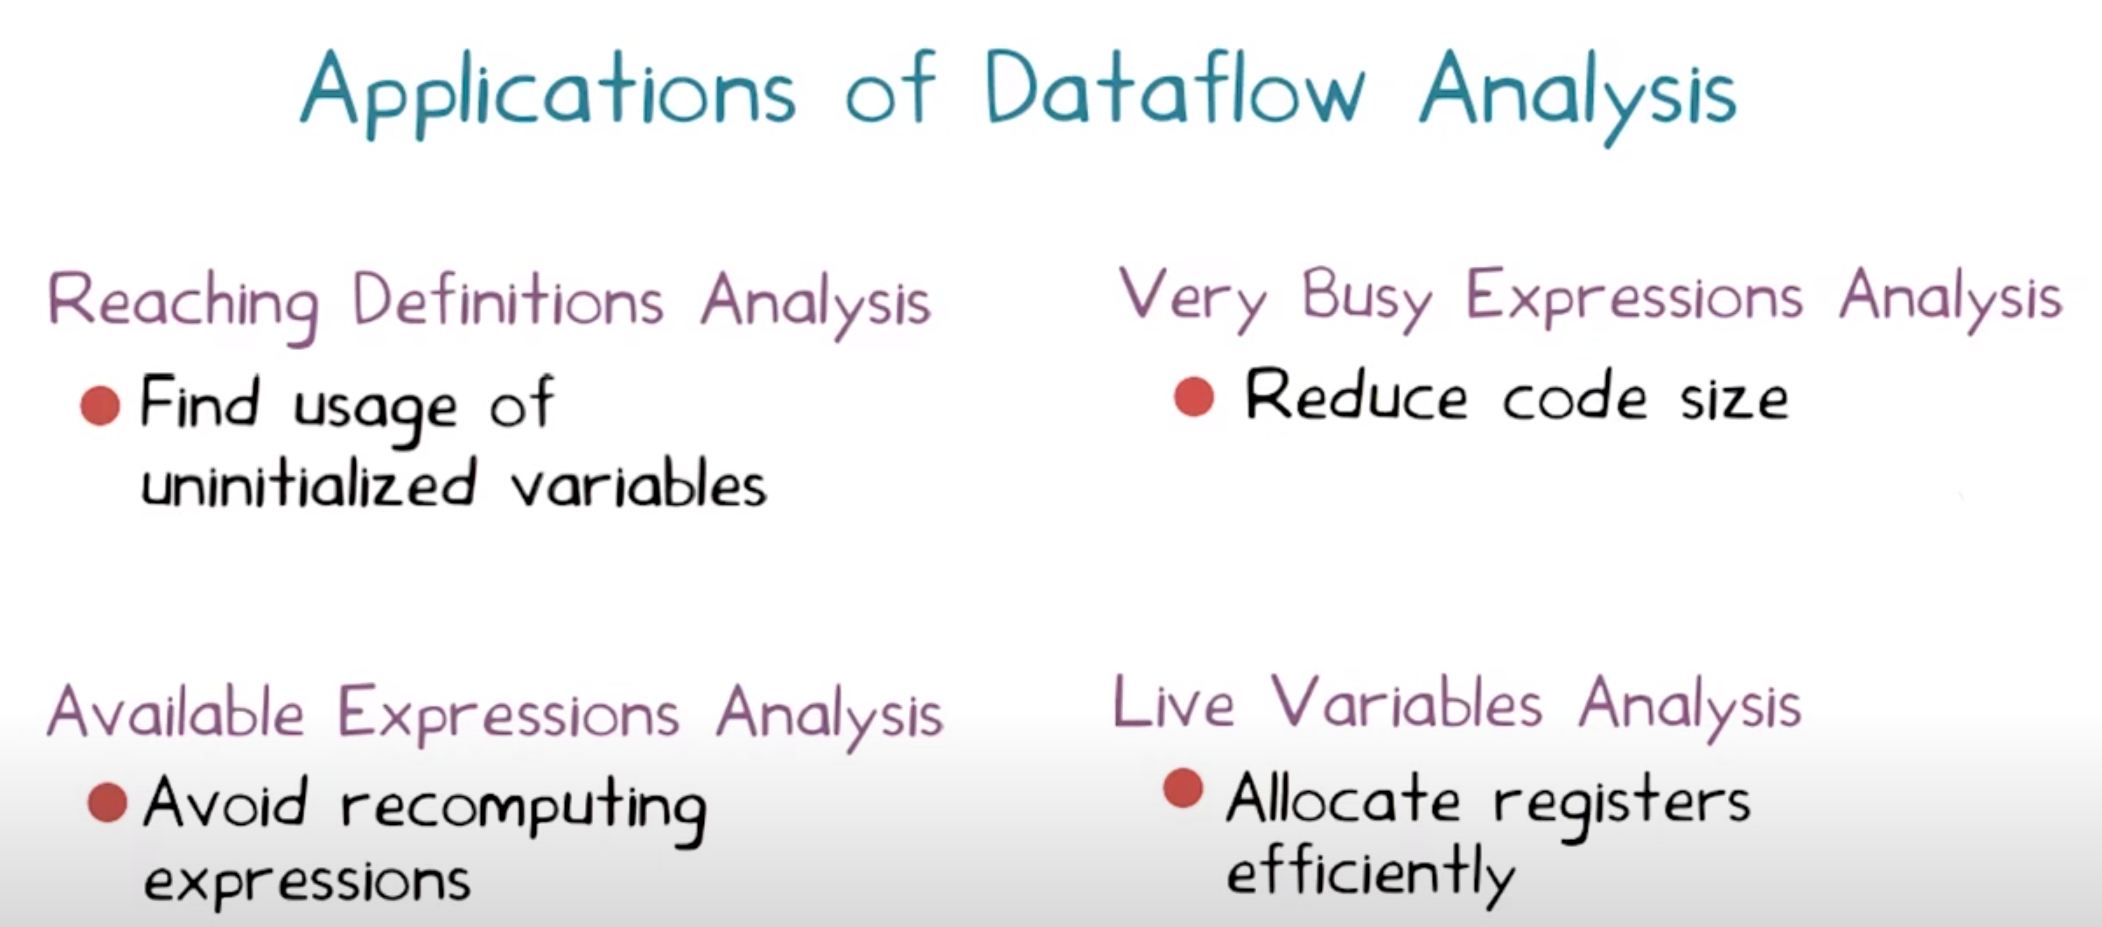 Applications of Dataflow Analysis
Reaching Definitions Analysis
Find usage of
uninitialized variables
Very Busy Expressions Analysis
Reduce code size
Available Expressions Analysis
Avoid recomputing
expressions
Live Variables Analysis
Allocate registers
efficiently